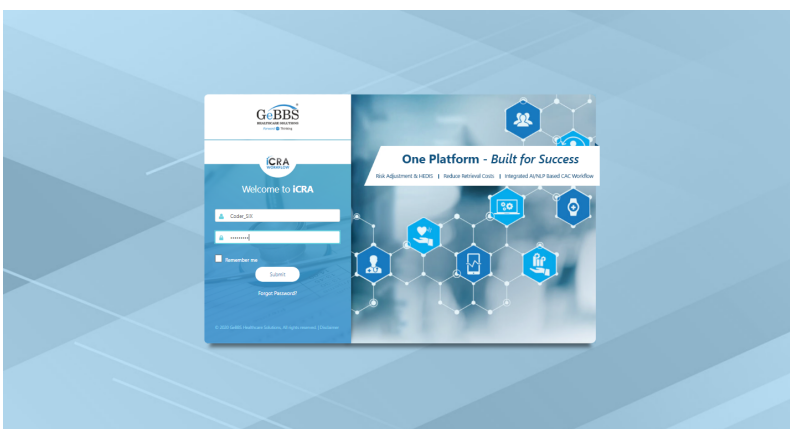 GeBBS
HEALTHCARE SOLUTIONS
iCRA
WORKFLOW
Welcome to iCRA
Remember me
Submit
Forgot Password?
One Platform - Built for Success
Risk Adjustment & HEDIS | Reduce Retrieval Costs | Integrated AI/NLP Based CAC Workflow